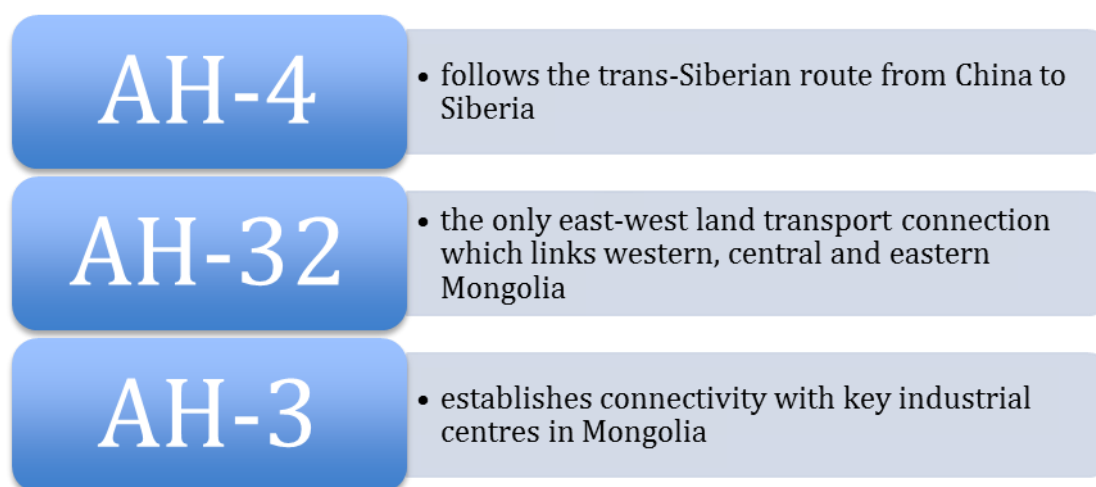 AH-4
• follows the trans-Siberian route from China to
Siberia
AH-32
• the only east-west land transport connection
which links western, central and eastern
Mongolia
AH-3
• establishes connectivity with key industrial
centres in Mongolia